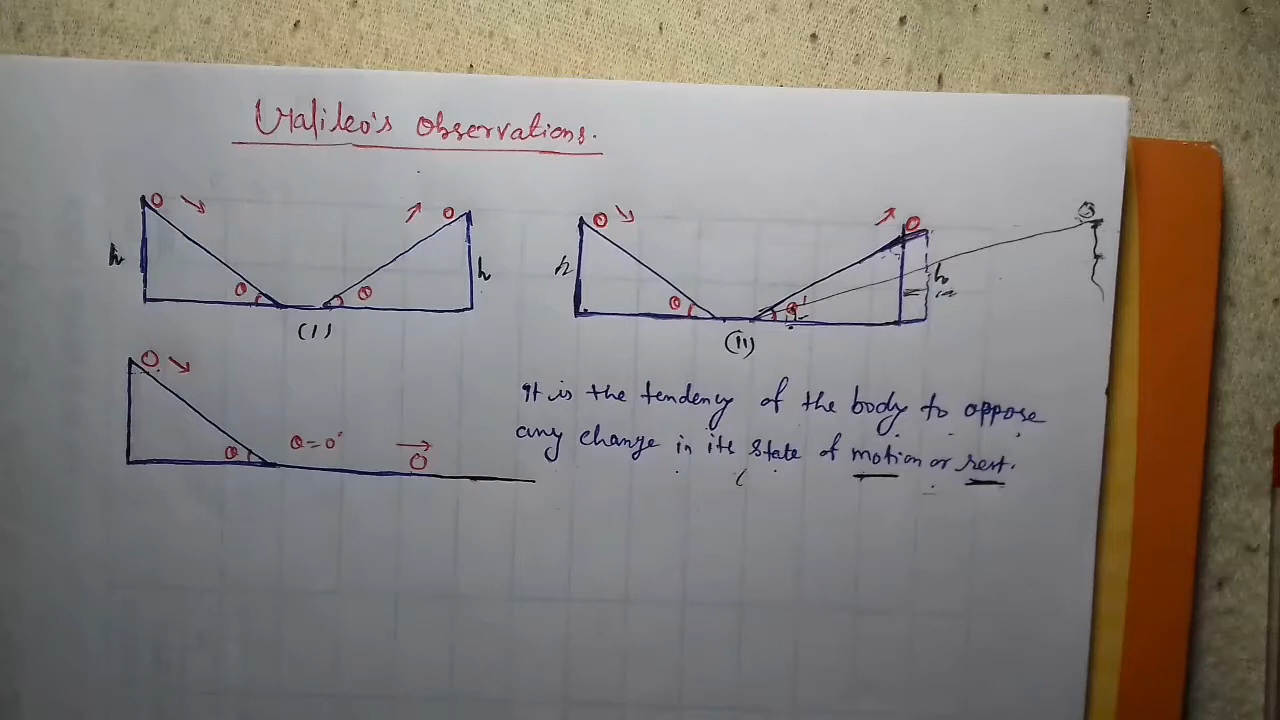 Galileo's observations.
h θ θ h
(I)
h θ θ' h
(II)
θ θ=0°
It is the tendency of the body to oppose
any change in its state of motion or rest.